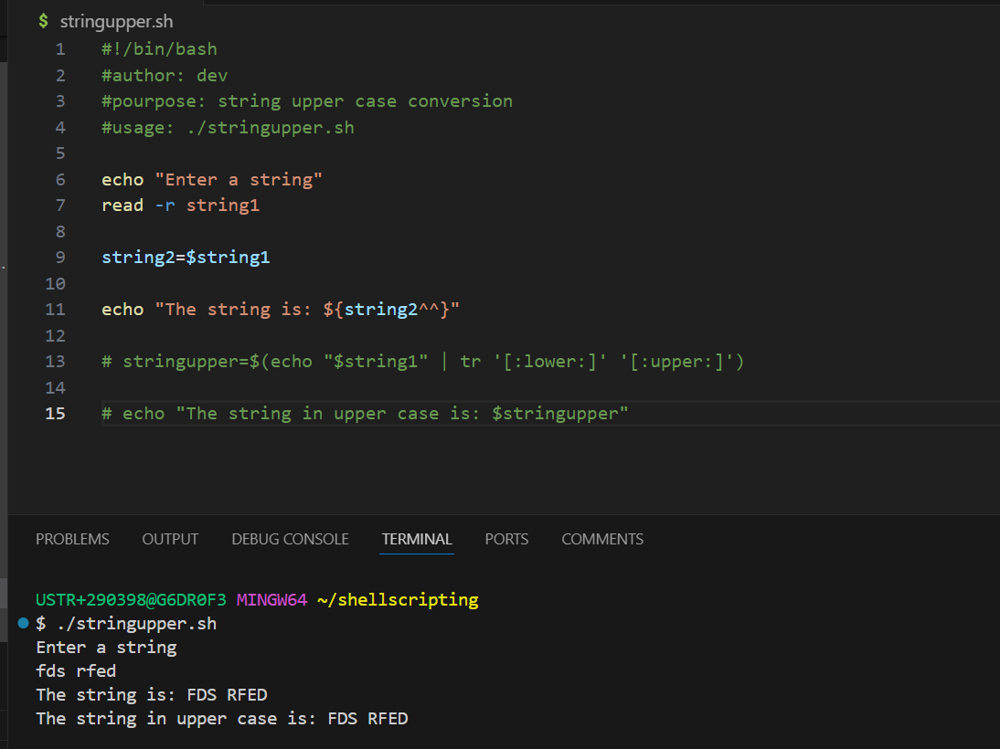 $ stringupper.sh
1 #!/bin/bash
2 #author: dev
3 #pourpose: string upper case conversion
4 #usage: ./stringupper.sh
5
6 echo "Enter a string"
7 read -r string1
8
9 string2=$string1
10
11 echo "The string is: ${string2^^}"
12
13 # stringupper=$(echo "$string1" | tr '[:lower:]' '[:upper:]')
14
15 # echo "The string in upper case is: $stringupper"
PROBLEMS OUTPUT DEBUG CONSOLE TERMINAL PORTS COMMENTS
USTR+290398@G6DR0F3 MINGW64 ~/shellscripting
$ ./stringupper.sh
Enter a string
fds rfed
The string is: FDS RFED
The string in upper case is: FDS RFED